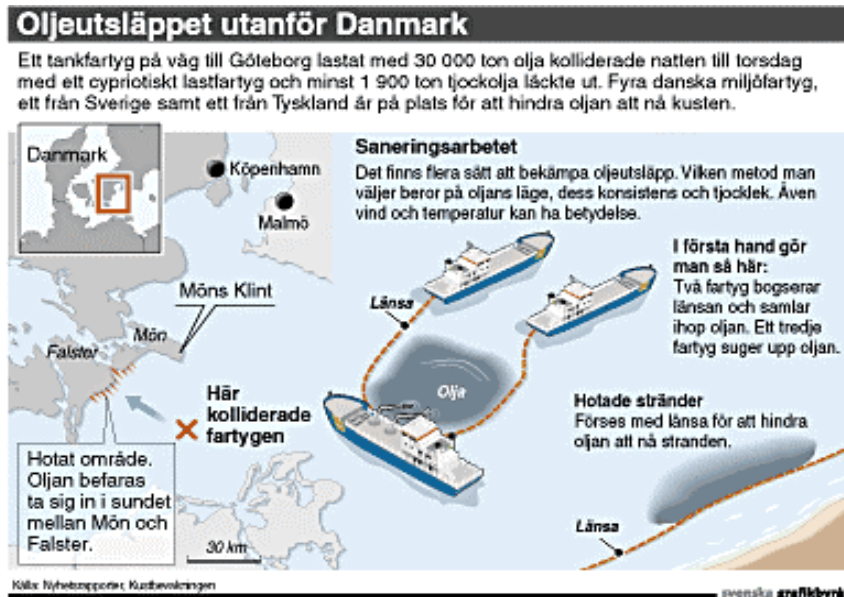 Oljeutsläppet utanför Danmark
Ett tankfartyg på väg till Göteborg lastat med 30 000 ton olja kolliderade natten till torsdag
med ett cypriotiskt lastfartyg och minst 1 900 ton tjockolja läckte ut. Fyra danska miljöfartyg,
ett från Sverige samt ett från Tyskland är på plats för att hindra oljan att nå kusten.
Danmark
Köpenhamn
Malmö
Möns Klint
Mön
Falster
Här
kolliderade
fartygen
Hotat område.
Oljan befaras
ta sig in i sundet
mellan Mön och
Falster.
30 km
Saneringsarbetet
Det finns flera sätt att bekämpa oljeutsläpp. Vilken metod man
väljer beror på oljans läge, dess konsistens och tjocklek. Även
vind och temperatur kan ha betydelse.
Länsa
Olja
I första hand gör
man så här:
Två fartyg bogserar
länsan och samlar
ihop oljan. Ett tredje
fartyg suger upp oljan.
Hotade stränder
Förses med länsa för att hindra
oljan att nå stranden.
Länsa
Källa: Nyhetsrapporter, Kustbevakningen
svenska grafikbyrå